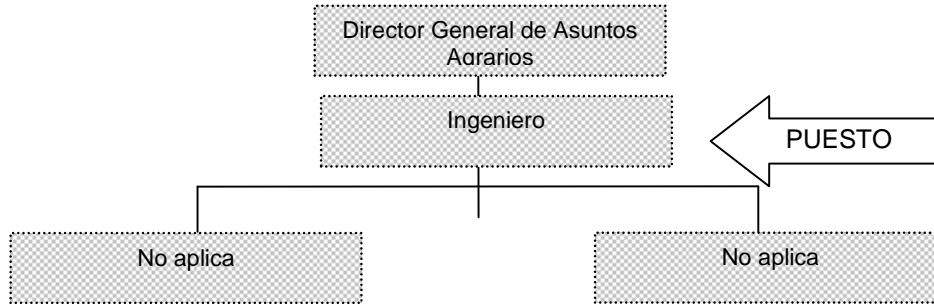 Director General de Asuntos
Agrarios
Ingeniero
PUESTO
No aplica
No aplica